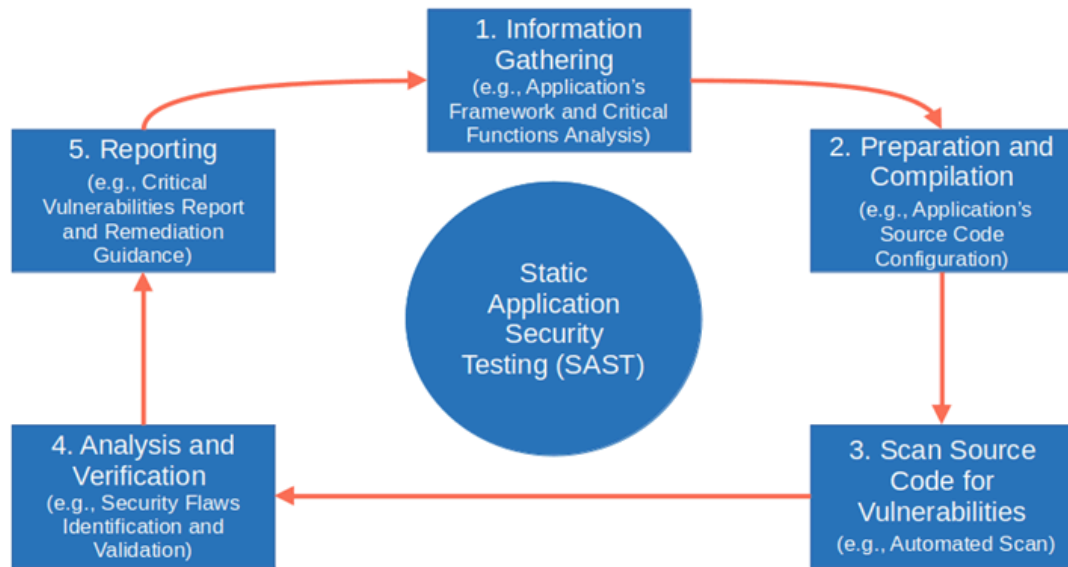 1. Information
Gathering
(e.g., Application's
Framework and Critical
Functions Analysis)
2. Preparation and
Compilation
(e.g., Application's
Source Code
Configuration)
3. Scan Source
Code for
Vulnerabilities
(e.g., Automated Scan)
4. Analysis and
Verification
(e.g., Security Flaws
Identification and
Validation)
5. Reporting
(e.g., Critical
Vulnerabilities Report
and Remediation
Guidance)
Static
Application
Security
Testing (SAST)